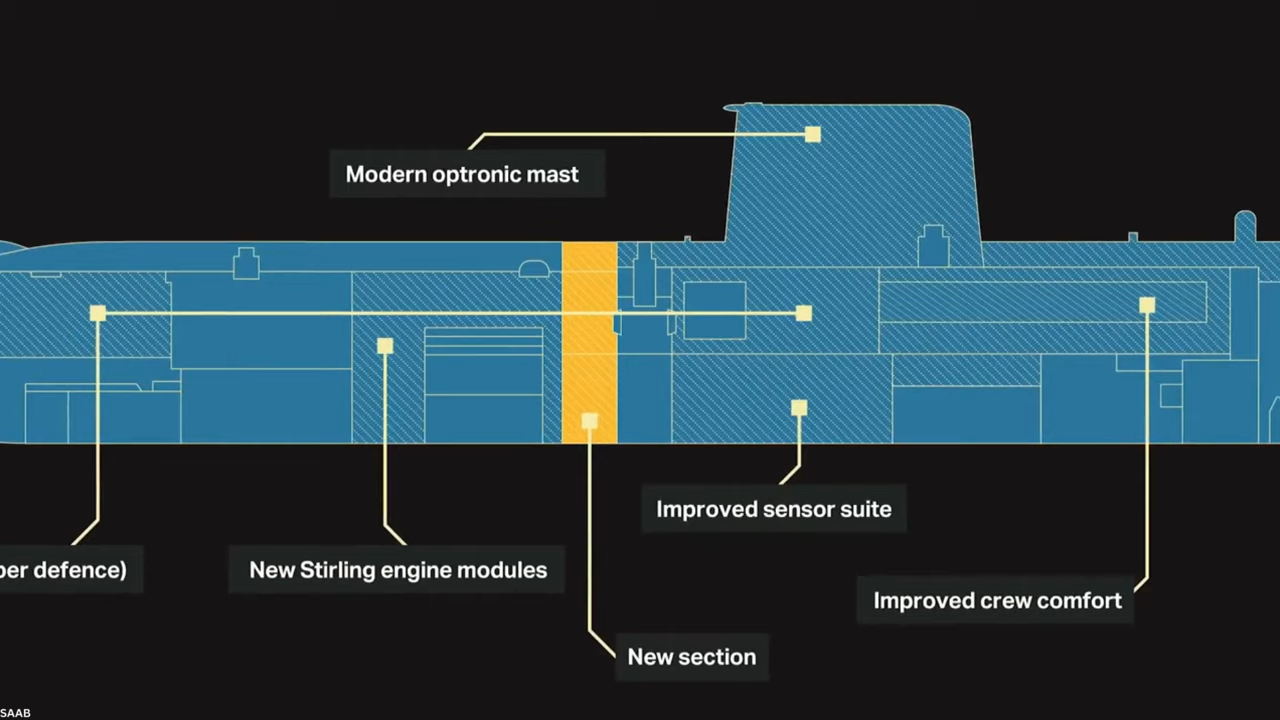 Modern optronic mast
Improved sensor suite
per defence)
New Stirling engine modules
Improved crew comfort
New section
SAAB